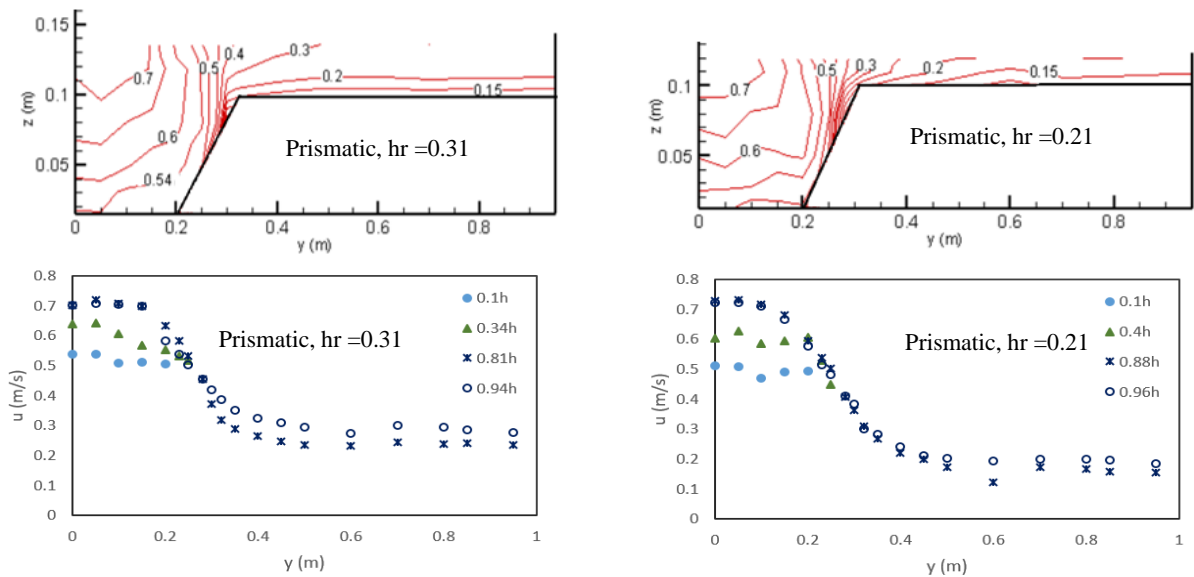 0.15
0.1
0.05
z (m)
0.7
0.6
0.54
0.5
0.4
0.3
0.2
0.15
Prismatic, hr =0.31
0 0.2 0.4 0.6 0.8
y (m)
0.1
0.05
z (m)
0.7
0.6
0.5
0.3
0.2
0.15
Prismatic, hr =0.21
0 0.2 0.4 0.6 0.8
y (m)
0.8
0.7
0.6
0.5
0.4
0.3
0.2
0.1
0
u (m/s)
Prismatic, hr =0.31
0.1h
0.34h
0.81h
0.94h
0 0.2 0.4 0.6 0.8 1
y (m)
0.8
0.7
0.6
0.5
0.4
0.3
0.2
0.1
0
u (m/s)
Prismatic, hr =0.21
0.1h
0.4h
0.88h
0.96h
0 0.2 0.4 0.6 0.8 1
y (m)